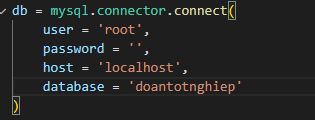 db = mysql.connector.connect(
user = 'root',
password = '',
host = 'localhost',
database = 'doantotnghiep'
)